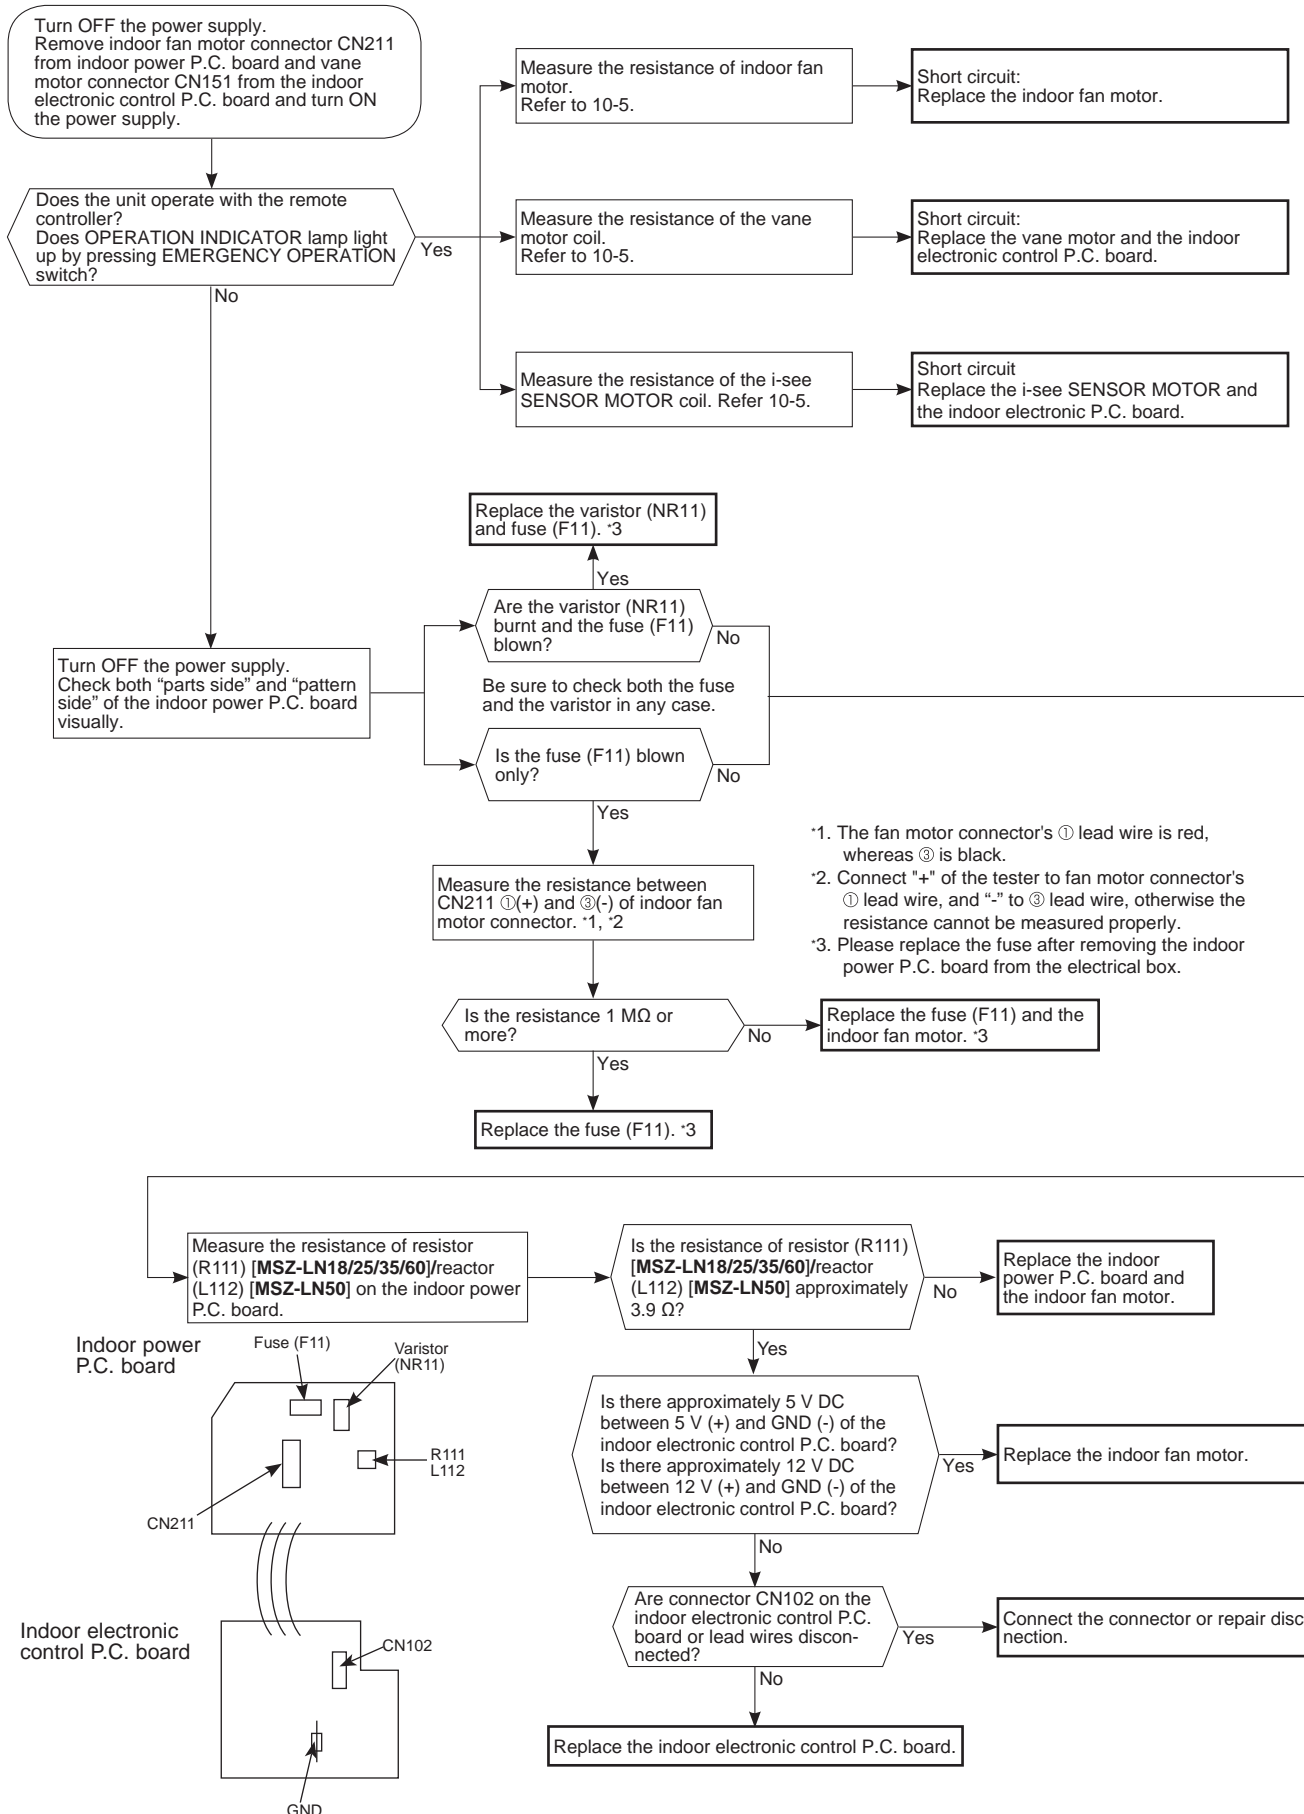 Turn OFF the power supply.
Remove indoor fan motor connector CN211
from indoor power P.C. board and vane
motor connector CN151 from the indoor
electronic control P.C. board and turn ON
the power supply.
Measure the resistance of indoor fan
motor.
Refer to 10-5.
Short circuit:
Replace the indoor fan motor.
Does the unit operate with the remote
controller?
Does OPERATION INDICATOR lamp light
up by pressing EMERGENCY OPERATION
switch?
Yes
No
Measure the resistance of the vane
motor coil.
Refer to 10-5.
Short circuit:
Replace the vane motor and the indoor
electronic control P.C. board.
Measure the resistance of the i-see
SENSOR MOTOR coil. Refer 10-5.
Short circuit
Replace the i-see SENSOR MOTOR and
the indoor electronic P.C. board.
Replace the varistor (NR11)
and fuse (F11). *3
Yes
Are the varistor (NR11)
burnt and the fuse (F11)
blown?
No
Turn OFF the power supply.
Check both “parts side” and “pattern
side” of the indoor power P.C. board
visually.
Be sure to check both the fuse
and the varistor in any case.
Is the fuse (F11) blown
only?
No
Yes
Measure the resistance between
CN211 ①(+) and ③(-) of indoor fan
motor connector. *1, *2
*1. The fan motor connector's ① lead wire is red,
whereas ③ is black.
*2. Connect "+" of the tester to fan motor connector's
① lead wire, and “-” to ③ lead wire, otherwise the
resistance cannot be measured properly.
*3. Please replace the fuse after removing the indoor
power P.C. board from the electrical box.
Is the resistance 1 MΩ or
more?
No
Replace the fuse (F11) and the
indoor fan motor. *3
Yes
Replace the fuse (F11). *3
Measure the resistance of resistor
(R111) [MSZ-LN18/25/35/60]/reactor
(L112) [MSZ-LN50] on the indoor power
P.C. board.
Is the resistance of resistor (R111)
[MSZ-LN18/25/35/60]/reactor
(L112) [MSZ-LN50] approximately
3.9 Ω?
No
Replace the indoor
power P.C. board and
the indoor fan motor.
Yes
Indoor power
P.C. board
Fuse (F11)
Varistor
(NR11)
R111
L112
CN211
Is there approximately 5 V DC
between 5 V (+) and GND (-) of the
indoor electronic control P.C. board?
Is there approximately 12 V DC
between 12 V (+) and GND (-) of the
indoor electronic control P.C. board?
Yes
Replace the indoor fan motor.
No
Indoor electronic
control P.C. board
CN102
GND
Are connector CN102 on the
indoor electronic control P.C.
board or lead wires discon-
nected?
Yes
Connect the connector or repair disc
nection.
No
Replace the indoor electronic control P.C. board.